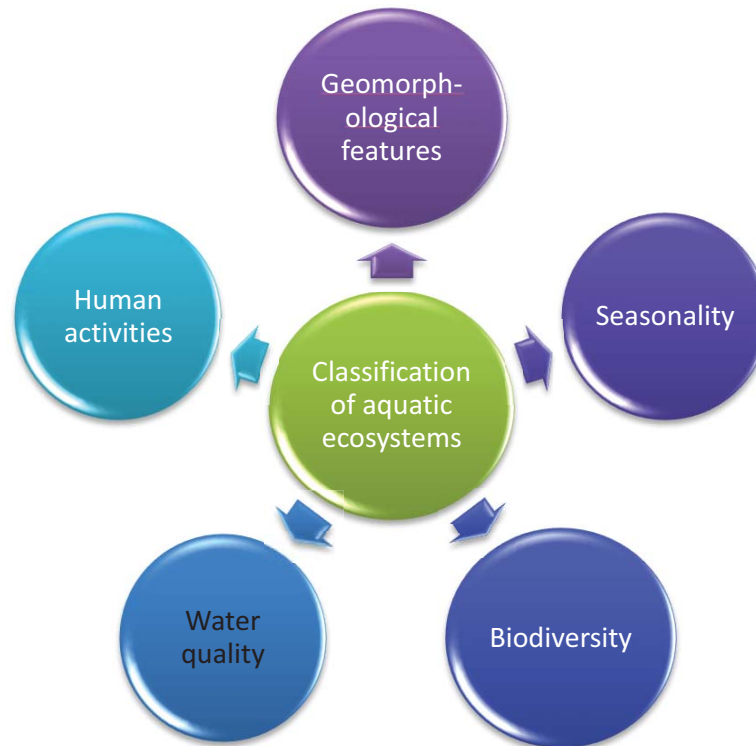 Geomorph-
ological
features
Human
activities
Seasonality
Classification
of aquatic
ecosystems
Water
quality
Biodiversity